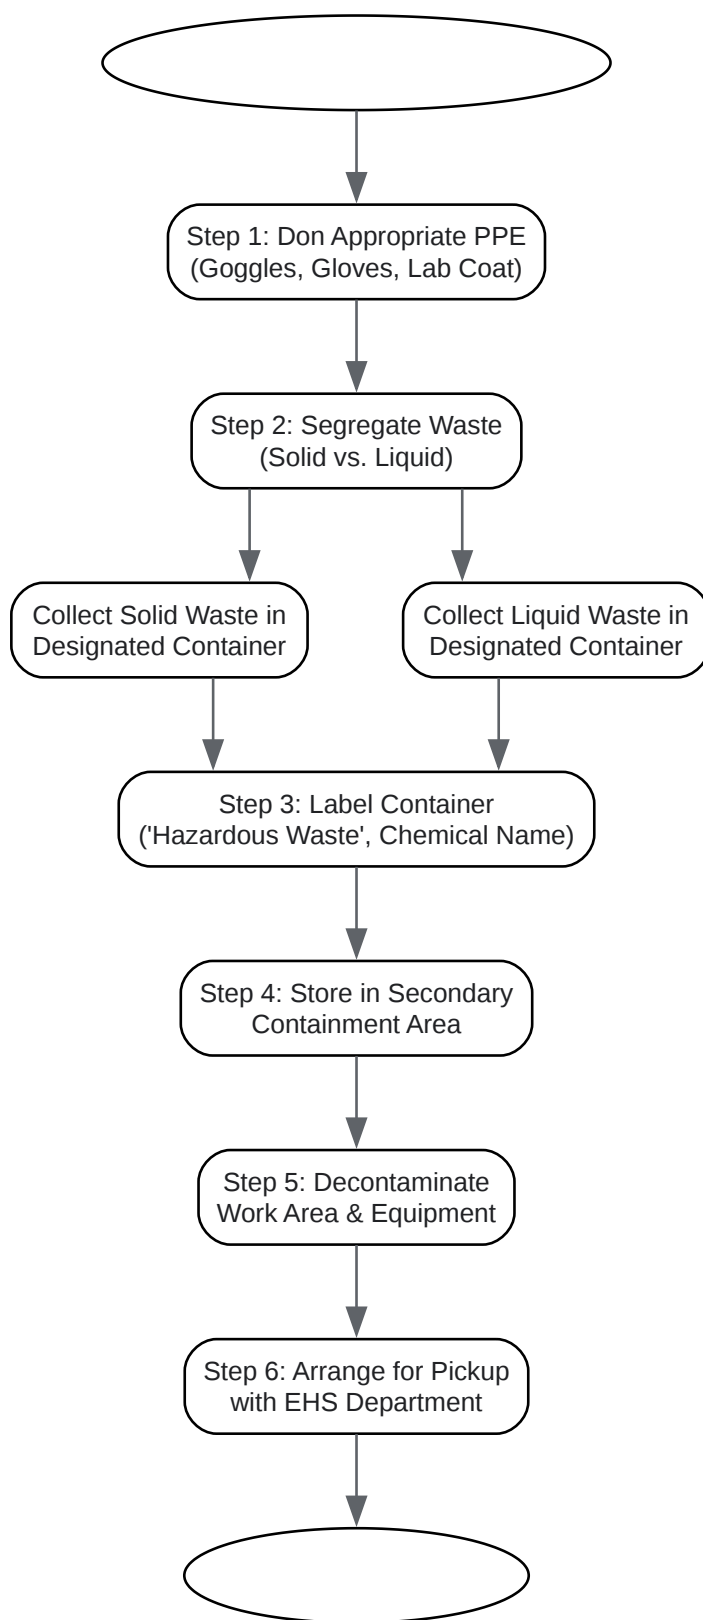 Step 1: Don Appropriate PPE
(Goggles, Gloves, Lab Coat)
Step 2: Segregate Waste
(Solid vs. Liquid)
Collect Solid Waste in
Designated Container
Collect Liquid Waste in
Designated Container
Step 3: Label Container
('Hazardous Waste', Chemical Name)
Step 4: Store in Secondary
Containment Area
Step 5: Decontaminate
Work Area & Equipment
Step 6: Arrange for Pickup
with EHS Department